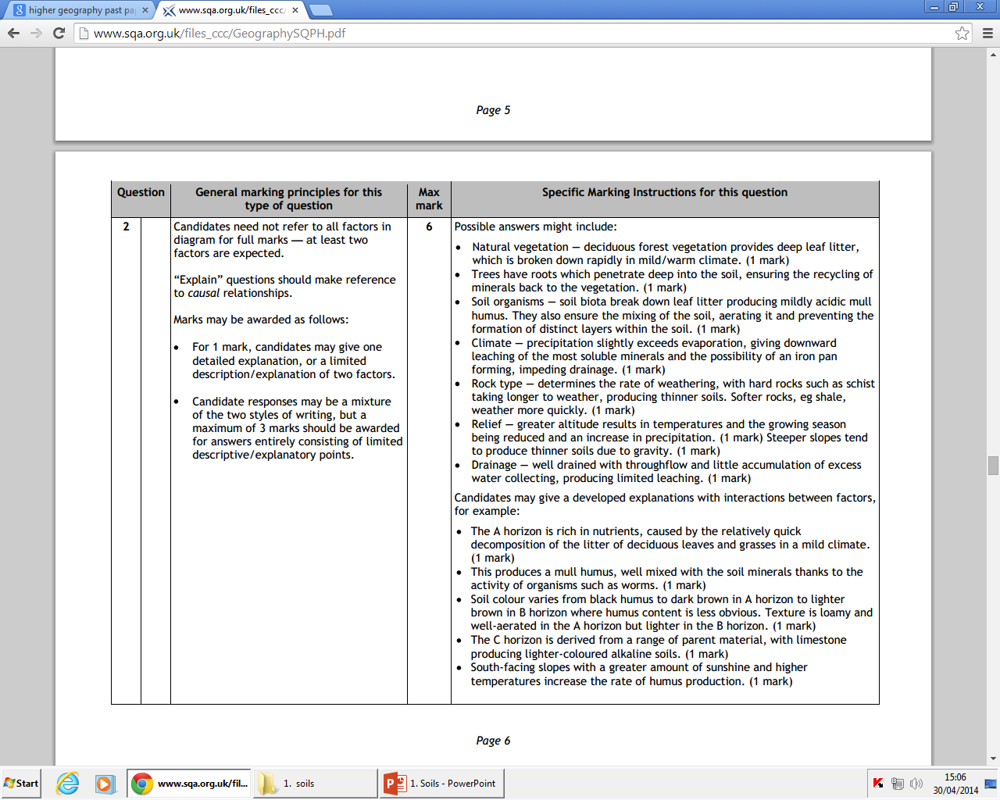 higher geography past pa
www.sqa.org.uk/files_ccc/
www.sqa.org.uk/files_ccc/GeographySQPH.pdf
Page 5
Question
General marking principles for this
type of question
Max
mark
Specific Marking Instructions for this question
2
Candidates need not refer to all factors in
diagram for full marks — at least two
factors are expected.
“Explain” questions should make reference
to causal relationships.
Marks may be awarded as follows:
• For 1 mark, candidates may give one
detailed explanation, or a limited
description/explanation of two factors.
• Candidate responses may be a mixture
of the two styles of writing, but a
maximum of 3 marks should be awarded
for answers entirely consisting of limited
descriptive/explanatory points.
6
Possible answers might include:
• Natural vegetation — deciduous forest vegetation provides deep leaf litter,
which is broken down rapidly in mild/warm climate. (1 mark)
• Trees have roots which penetrate deep into the soil, ensuring the recycling of
minerals back to the vegetation. (1 mark)
• Soil organisms — soil biota break down leaf litter producing mildly acidic mull
humus. They also ensure the mixing of the soil, aerating it and preventing the
formation of distinct layers within the soil. (1 mark)
• Climate — precipitation slightly exceeds evaporation, giving downward
leaching of the most soluble minerals and the possibility of an iron pan
forming, impeding drainage. (1 mark)
• Rock type — determines the rate of weathering, with hard rocks such as schist
taking longer to weather, producing thinner soils. Softer rocks, eg shale,
weather more quickly. (1 mark)
• Relief — greater altitude results in temperatures and the growing season
being reduced and an increase in precipitation. (1 mark) Steeper slopes tend
to produce thinner soils due to gravity. (1 mark)
• Drainage — well drained with throughflow and little accumulation of excess
water collecting, producing limited leaching. (1 mark)
Candidates may give a developed explanations with interactions between factors,
for example:
• The A horizon is rich in nutrients, caused by the relatively quick
decomposition of the litter of deciduous leaves and grasses in a mild climate.
(1 mark)
• This produces a mull humus, well mixed with the soil minerals thanks to the
activity of organisms such as worms. (1 mark)
• Soil colour varies from black humus to dark brown in A horizon to lighter
brown in B horizon where humus content is less obvious. Texture is loamy and
well-aerated in the A horizon but lighter in the B horizon. (1 mark)
• The C horizon is derived from a range of parent material, with limestone
producing lighter-coloured alkaline soils. (1 mark)
• South-facing slopes with a greater amount of sunshine and higher
temperatures increase the rate of humus production. (1 mark)
Page 6
Start
www.sqa.org.uk/fil...
1. soils
1. Soils - PowerPoint
15:06
30/04/2014